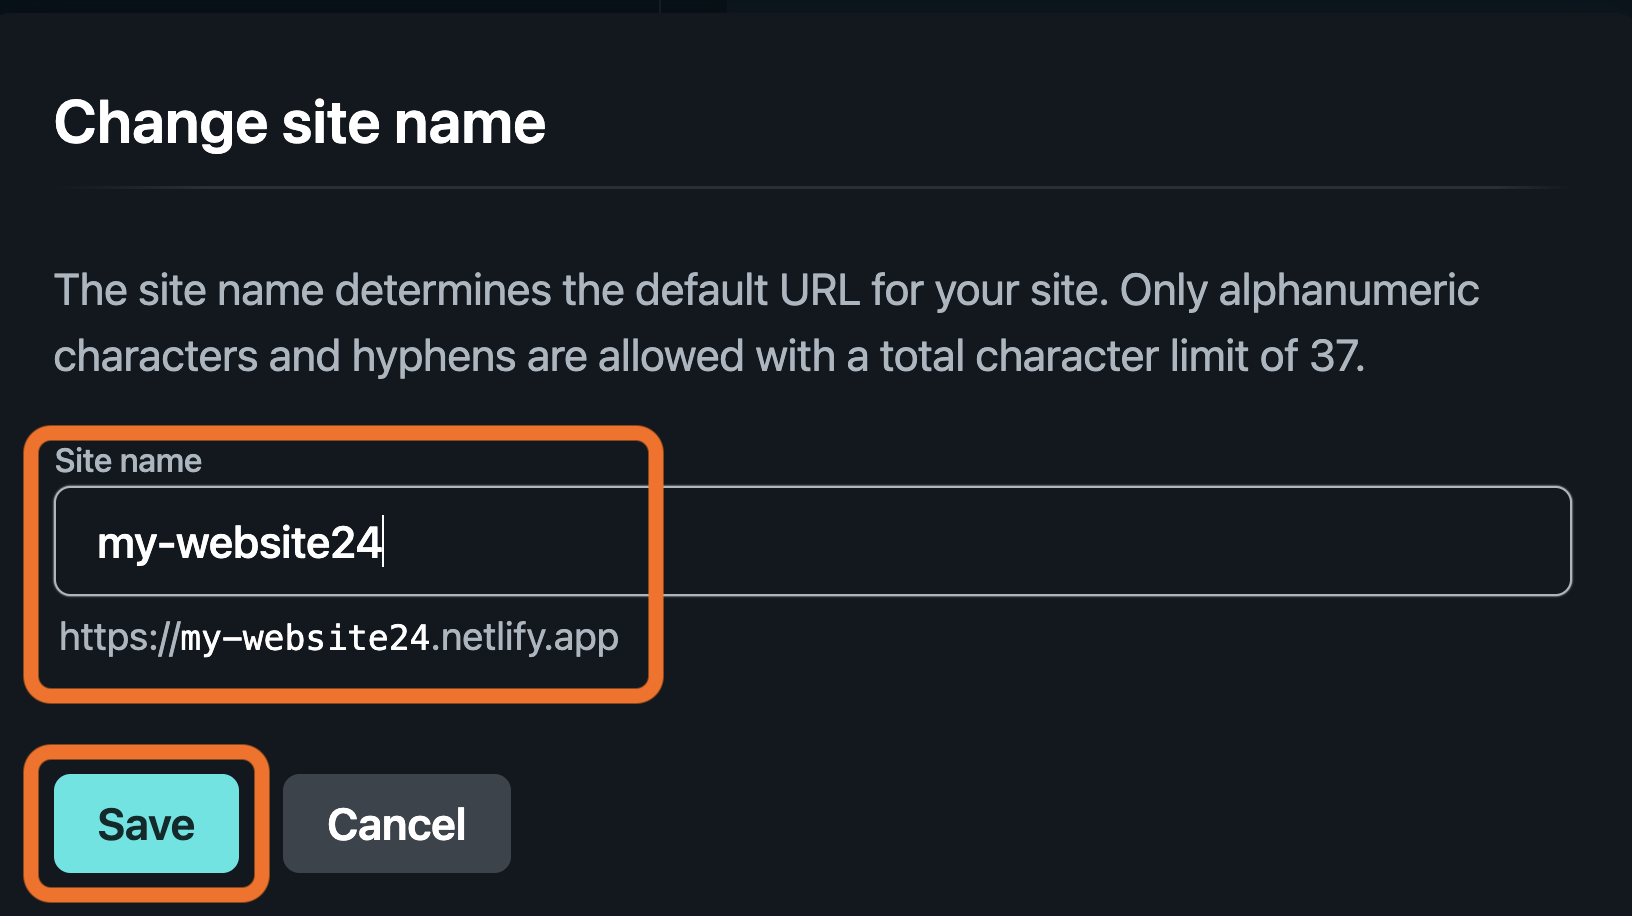 Change site name
The site name determines the default URL for your site. Only alphanumeric
characters and hyphens are allowed with a total character limit of 37.
Site name
my-website24
https://my-website24.netlify.app
Save Cancel